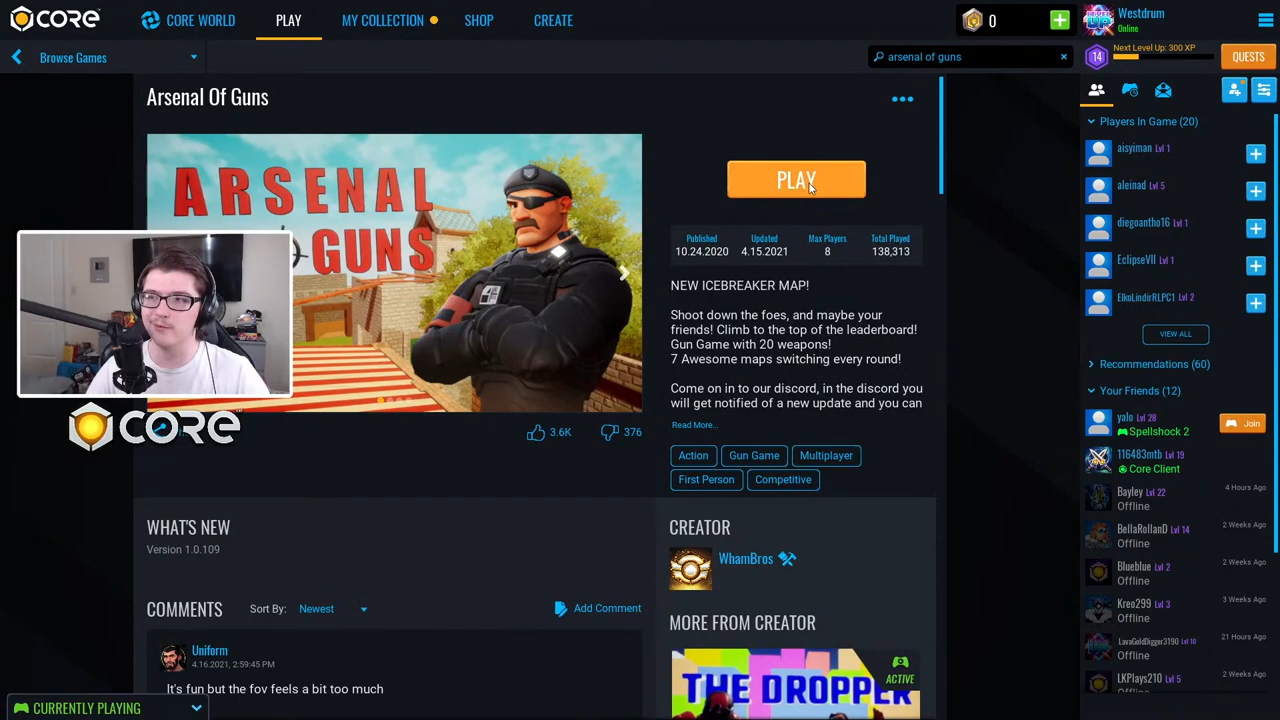 CORE
CORE WORLD
PLAY
MY COLLECTION
SHOP
CREATE
0
Westdrum
Online
Browse Games
arsenal of guns
14
Next Level Up: 300 XP
QUESTS
Arsenal Of Guns
ARSENAL
GUNS
PLAY
Published
10.24.2020
Updated
4.15.2021
Max Players
8
Total Played
138,313
NEW ICEBREAKER MAP!
Shoot down the foes, and maybe your
friends! Climb to the top of the leaderboard!
Gun Game with 20 weapons!
7 Awesome maps switching every round!
Come on in to our discord, in the discord you
will get notified of a new update and you can
Read More...
CORE
3.6K
376
Action
Gun Game
Multiplayer
First Person
Competitive
WHAT'S NEW
Version 1.0.109
COMMENTS
Sort By:
Newest
Add Comment
Uniform
4.16.2021, 2:59:45 PM
It's fun but the fov feels a bit too much
CREATOR
WhamBros
MORE FROM CREATOR
THE DROPPER
ACTIVE
CURRENTLY PLAYING
Players In Game (20)
aisyiman Lvl 1
aleinad Lvl 5
diegoantho16 Lvl 1
EclipseVII Lvl 1
ElkoLindirRLPC1 Lvl 2
VIEW ALL
Recommendations (60)
Your Friends (12)
yalo Lvl 28
Spellshock 2
Join
116483mtb Lvl 19
Core Client
Bayley Lvl 22
4 Hours Ago
Offline
BellaRollanD Lvl 14
2 Weeks Ago
Offline
Blueblue Lvl 2
2 Weeks Ago
Offline
Kreo299 Lvl 3
3 Weeks Ago
Offline
LavaGoldDigger3190 Lvl 10
21 Hours Ago
Offline
LKPlays210 Lvl 5
2 Weeks Ago